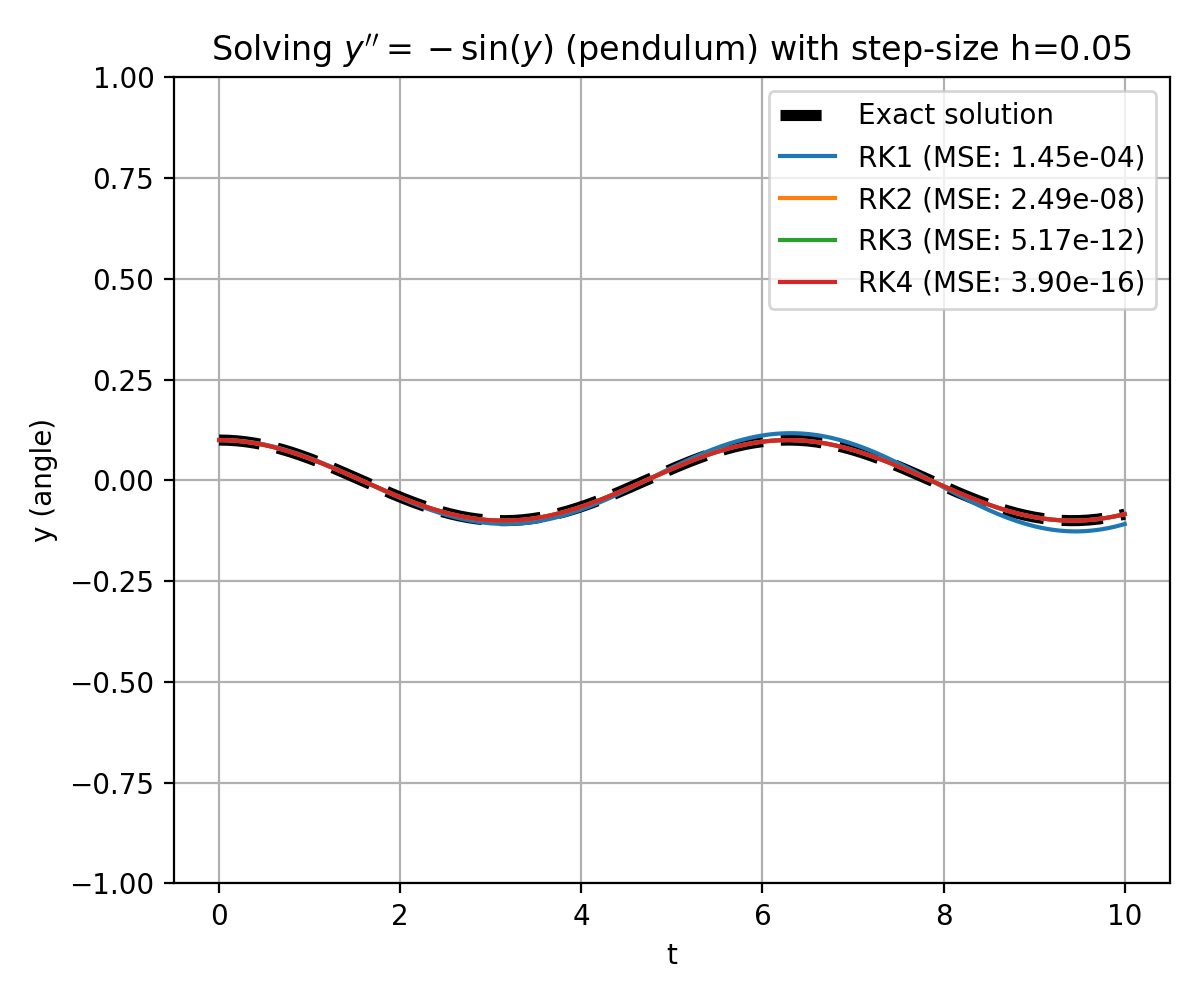 Solving y′′ = − sin(y) (pendulum) with step-size h=0.05
1.00
0.75
0.50
0.25
0.00
−0.25
−0.50
−0.75
−1.00
y (angle)
Exact solution
RK1 (MSE: 1.45e-04)
RK2 (MSE: 2.49e-08)
RK3 (MSE: 5.17e-12)
RK4 (MSE: 3.90e-16)
0 2 4 6 8 10
t